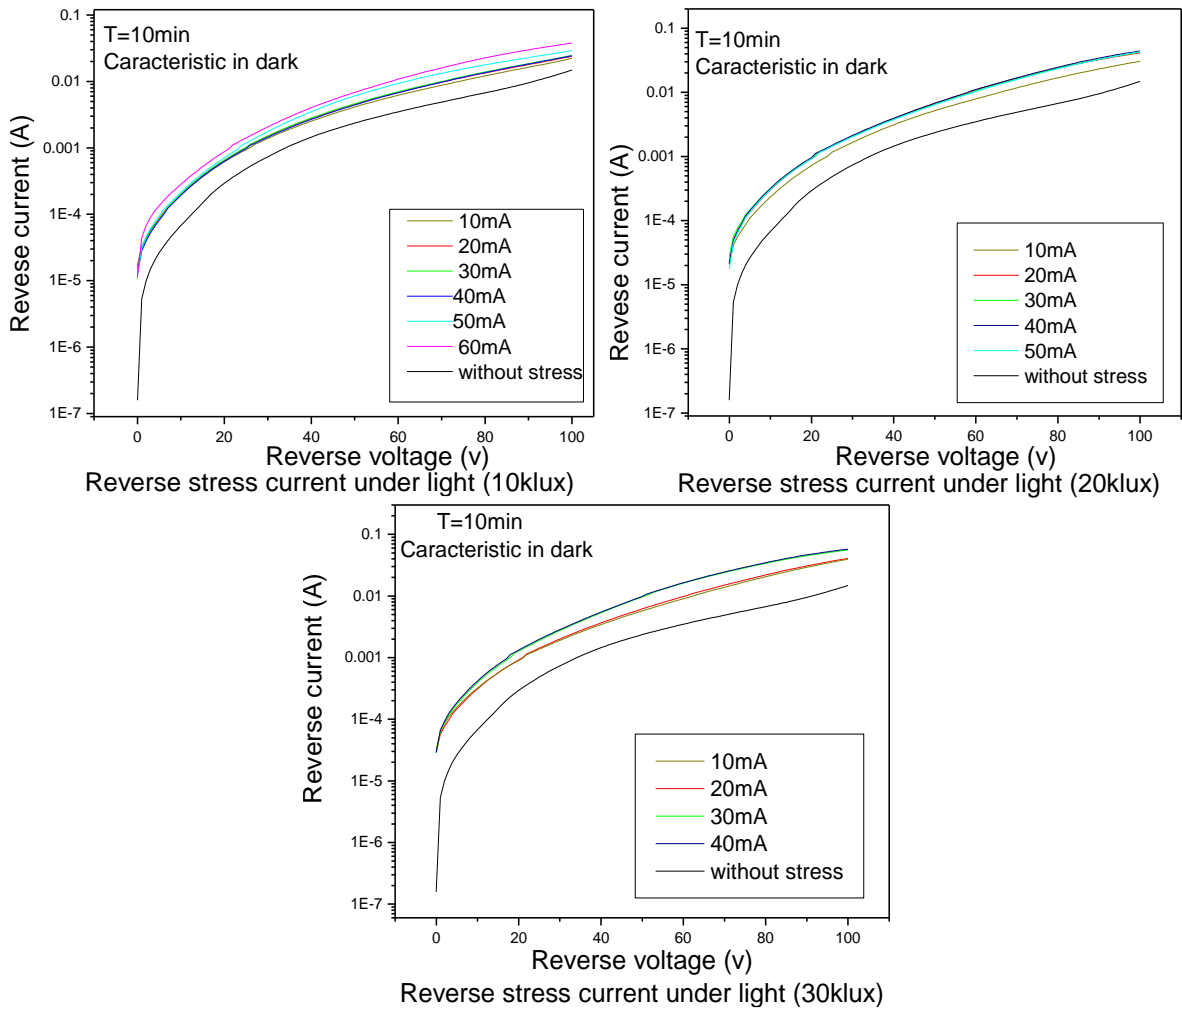 T=10min
Caracteristic in dark
0.1
0.01
0.001
1E-4
1E-5
1E-6
1E-7
Revese current (A)
10mA
20mA
30mA
40mA
50mA
60mA
without stress
0 20 40 60 80 100
Reverse voltage (v)
Reverse stress current under light (10klux)
T=10min
Caracteristic in dark
0.1
0.01
0.001
1E-4
1E-5
1E-6
1E-7
Reverse current (A)
10mA
20mA
30mA
40mA
50mA
without stress
0 20 40 60 80 100
Reverse voltage (v)
Reverse stress current under light (20klux)
T=10min
Caracteristic in dark
0.1
0.01
0.001
1E-4
1E-5
1E-6
1E-7
Reverse current (A)
10mA
20mA
30mA
40mA
without stress
0 20 40 60 80 100
Reverse voltage (v)
Reverse stress current under light (30klux)